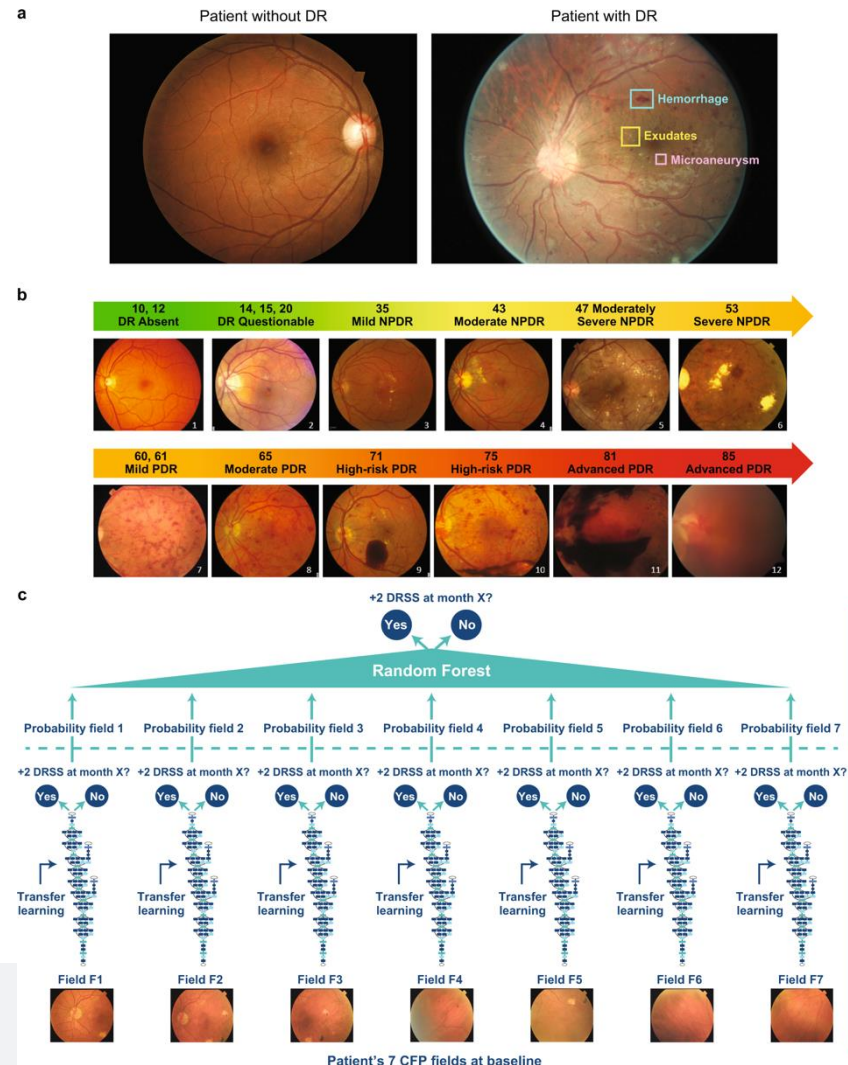 a
Patient without DR
Patient with DR
Hemorrhage
Exudates
Microaneurysm
b
10, 12
DR Absent
14, 15, 20
DR Questionable
35
Mild NPDR
43
Moderate NPDR
47 Moderately
Severe NPDR
53
Severe NPDR
1
2
3
4
5
6
60, 61
Mild PDR
65
Moderate PDR
71
High-risk PDR
75
High-risk PDR
81
Advanced PDR
85
Advanced PDR
7
8
9
10
11
12
c
+2 DRSS at month X?
Yes
No
Random Forest
Probability field 1
Probability field 2
Probability field 3
Probability field 4
Probability field 5
Probability field 6
Probability field 7
+2 DRSS at month X?
+2 DRSS at month X?
+2 DRSS at month X?
+2 DRSS at month X?
+2 DRSS at month X?
+2 DRSS at month X?
+2 DRSS at month X?
Yes
No
Yes
No
Yes
No
Yes
No
Yes
No
Yes
No
Yes
No
Transfer
learning
Transfer
learning
Transfer
learning
Transfer
learning
Transfer
learning
Transfer
learning
Transfer
learning
Field F1
Field F2
Field F3
Field F4
Field F5
Field F6
Field F7
Patient's 7 CFP fields at baseline